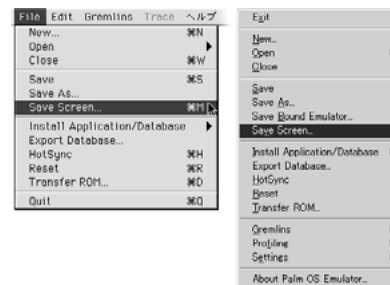 File Edit Gremlins Trace ヘルプ
New... ⌘N
Open
Close ⌘W
Save ⌘S
Save As...
Save Screen... ⌘M
Install Application/Database
Export Database...
HotSync ⌘H
Reset ⌘R
Transfer ROM... ⌘D
Quit ⌘Q
Exit
New...
Open
Close
Save
Save As...
Save Bound Emulator...
Save Screen...
Install Application/Database
Export Database...
HotSync
Reset
Transfer ROM...
Gremlins
Profiling
Settings
About Palm OS Emulator...